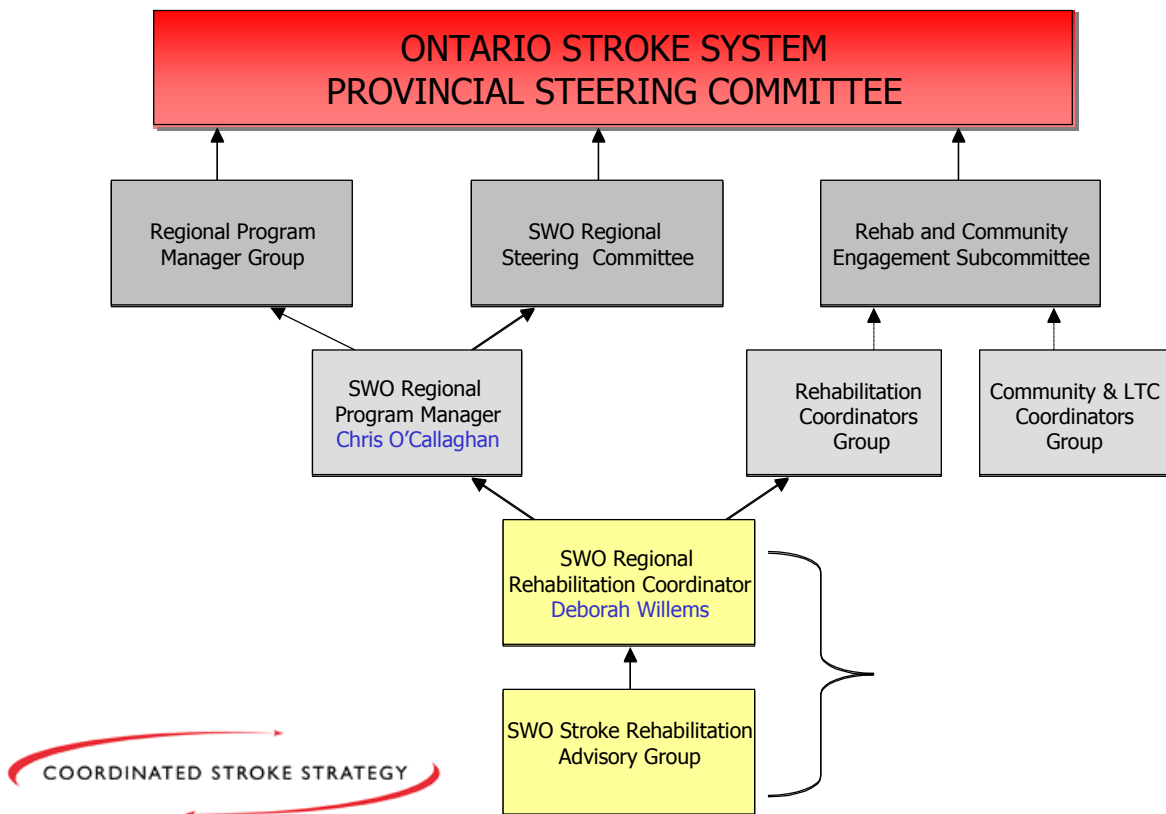 ONTARIO STROKE SYSTEM
PROVINCIAL STEERING COMMITTEE
Regional Program
Manager Group
SWO Regional
Steering Committee
Rehab and Community
Engagement Subcommittee
SWO Regional
Program Manager
Chris O’Callaghan
Rehabilitation
Coordinators
Group
Community & LTC
Coordinators
Group
SWO Regional
Rehabilitation Coordinator
Deborah Willems
SWO Stroke Rehabilitation
Advisory Group
COORDINATED STROKE STRATEGY